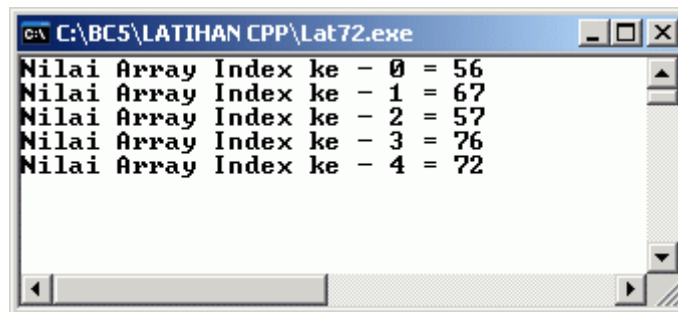 C:\BC5\LATIHAN CPP\Lat72.exe
Nilai Array Index ke - 0 = 56
Nilai Array Index ke - 1 = 67
Nilai Array Index ke - 2 = 57
Nilai Array Index ke - 3 = 76
Nilai Array Index ke - 4 = 72